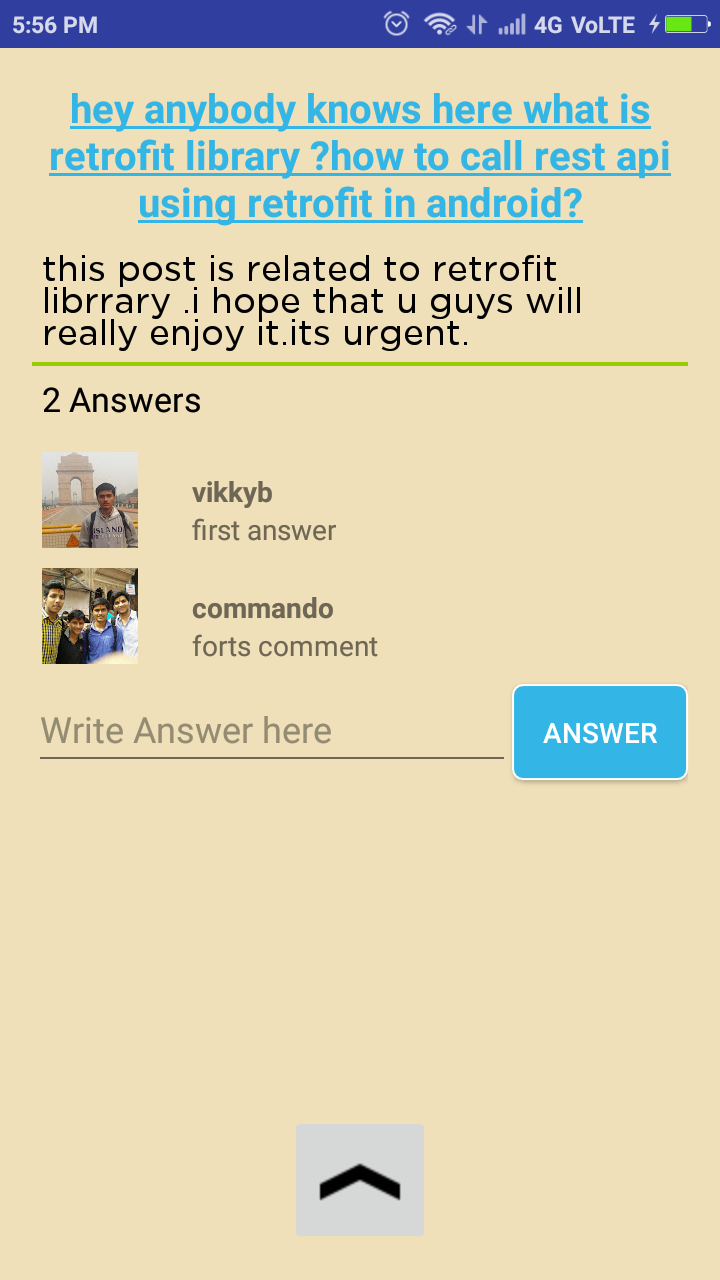 5:56 PM 4G VoLTE
hey anybody knows here what is
retrofit library ?how to call rest api
using retrofit in android?
this post is related to retrofit
librrary .i hope that u guys will
really enjoy it.its urgent.
2 Answers
vikkyb
first answer
commando
forts comment
Write Answer here
ANSWER